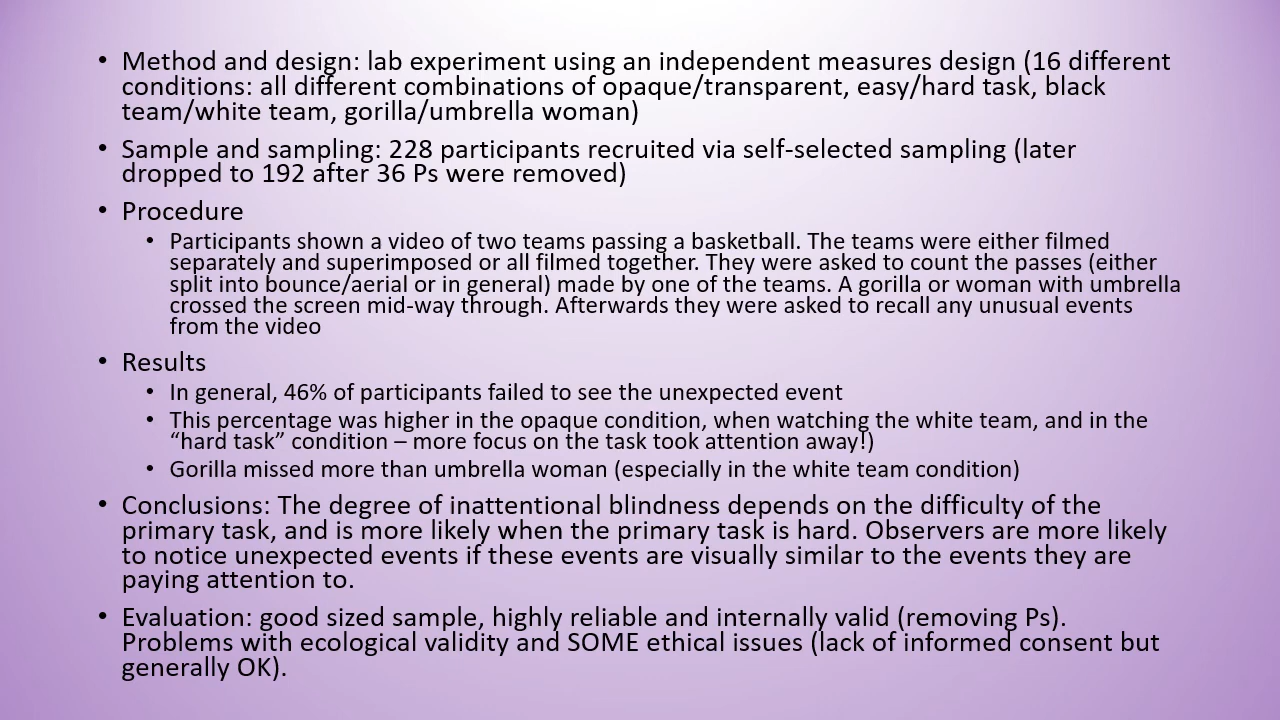 • Method and design: lab experiment using an independent measures design (16 different
conditions: all different combinations of opaque/transparent, easy/hard task, black
team/white team, gorilla/umbrella woman)
• Sample and sampling: 228 participants recruited via self-selected sampling (later
dropped to 192 after 36 Ps were removed)
• Procedure
• Participants shown a video of two teams passing a basketball. The teams were either filmed
separately and superimposed or all filmed together. They were asked to count the passes (either
split into bounce/aerial or in general) made by one of the teams. A gorilla or woman with umbrella
crossed the screen mid-way through. Afterwards they were asked to recall any unusual events
from the video
• Results
• In general, 46% of participants failed to see the unexpected event
• This percentage was higher in the opaque condition, when watching the white team, and in the
“hard task” condition – more focus on the task took attention away!)
• Gorilla missed more than umbrella woman (especially in the white team condition)
• Conclusions: The degree of inattentional blindness depends on the difficulty of the
primary task, and is more likely when the primary task is hard. Observers are more likely
to notice unexpected events if these events are visually similar to the events they are
paying attention to.
• Evaluation: good sized sample, highly reliable and internally valid (removing Ps).
Problems with ecological validity and SOME ethical issues (lack of informed consent but
generally OK).